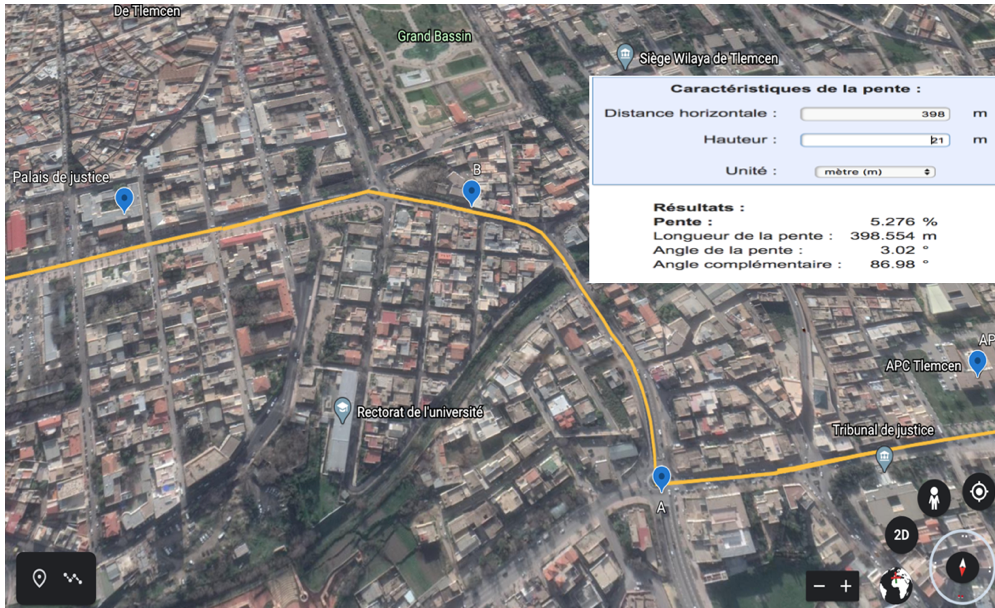 De Tlemcen
Grand Bassin
Siège Wilaya de Tlemcen
Caractéristiques de la pente :
Distance horizontale : 398 m
Hauteur : 21 m
Unité : mètre (m)
Résultats :
Pente : 5.276 %
Longueur de la pente : 398.554 m
Angle de la pente : 3.02 °
Angle complémentaire : 86.98 °
B
Palais de justice
AP
APC Tlemcen
Rectorat de l'université
Tribunal de justice
A
2D